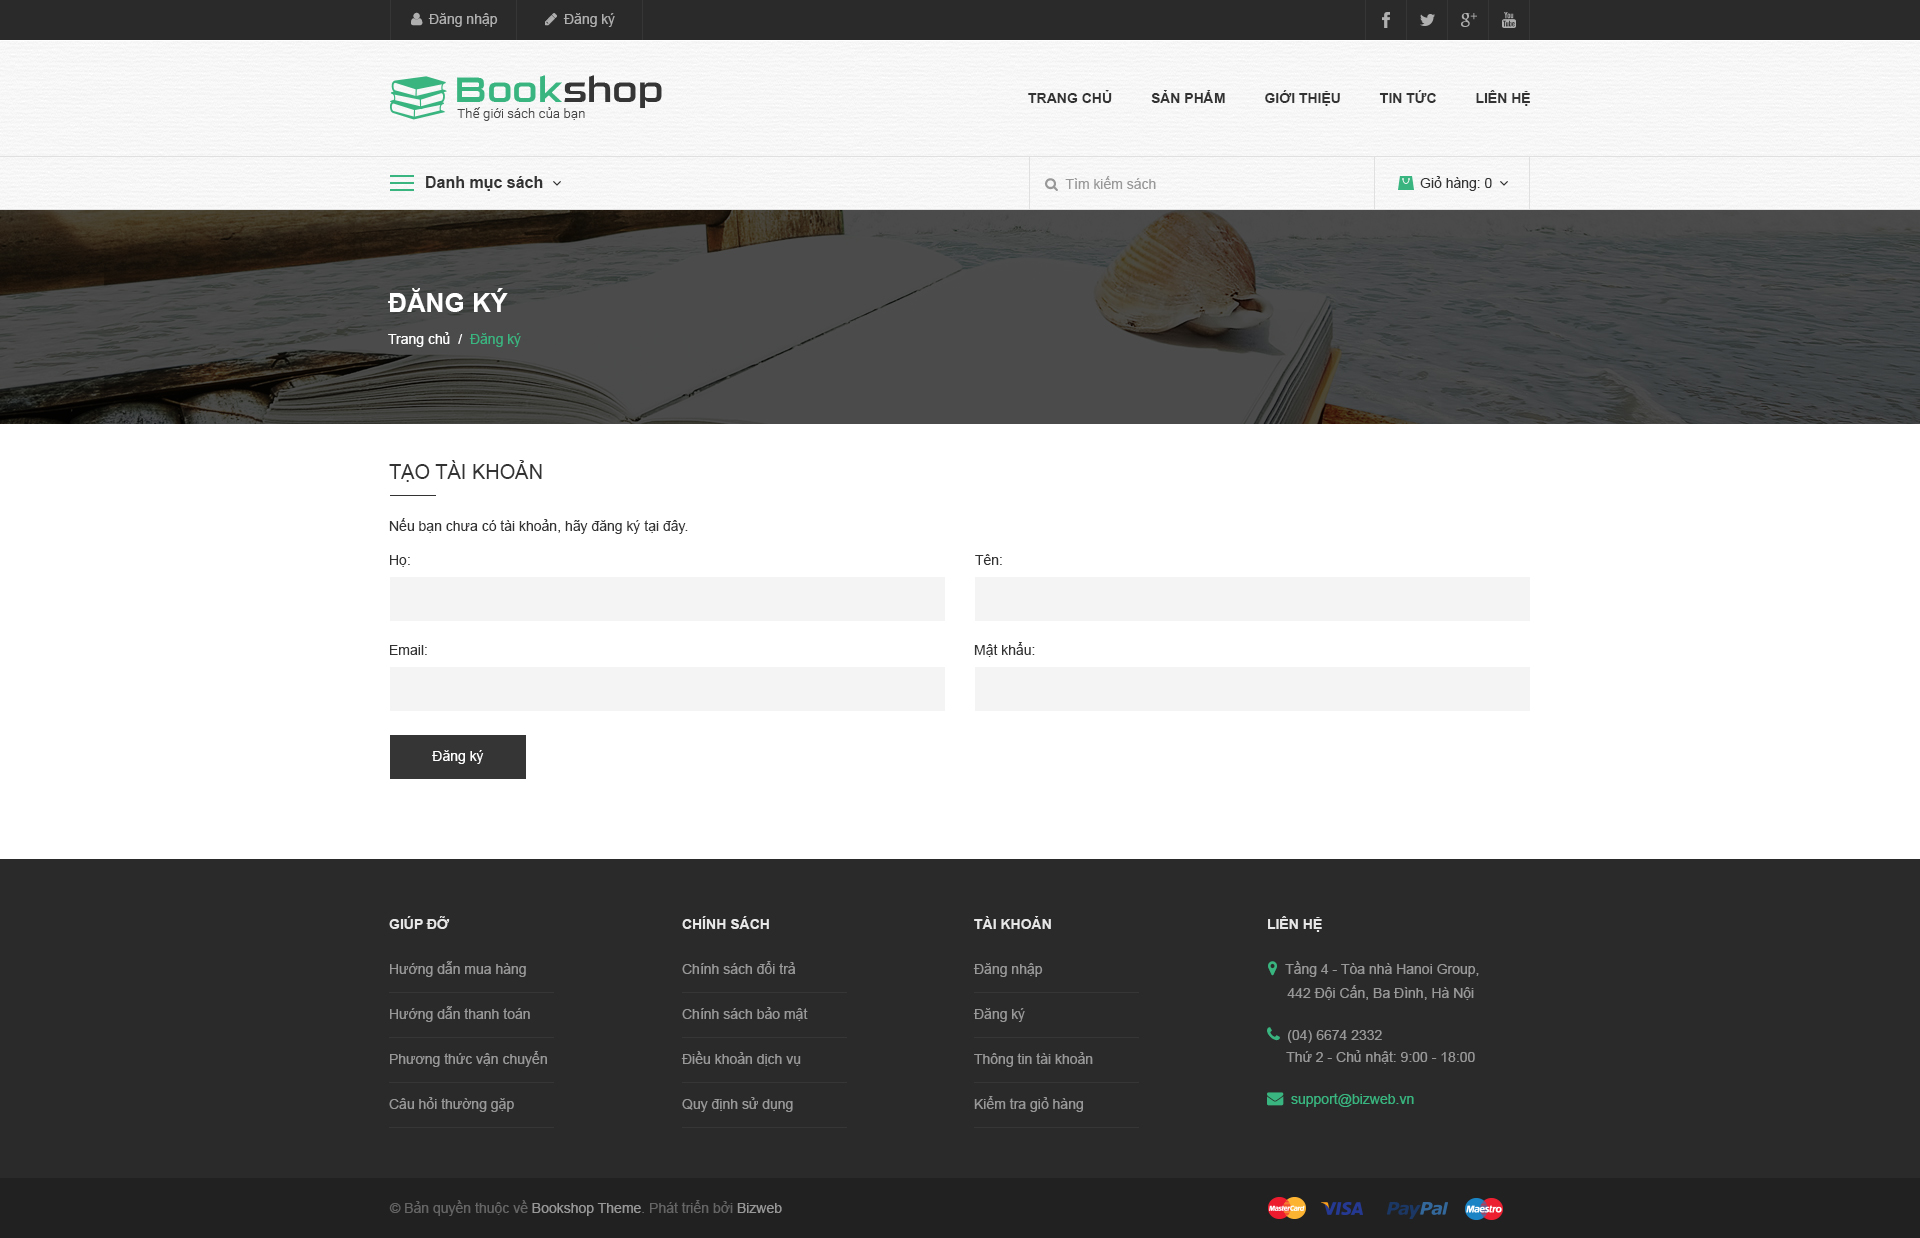 Đăng nhập
Đăng ký
Bookshop
Thế giới sách của bạn
TRANG CHỦ
SẢN PHẨM
GIỚI THIỆU
TIN TỨC
LIÊN HỆ
Danh mục sách
Tìm kiếm sách
Giỏ hàng: 0
ĐĂNG KÝ
Trang chủ / Đăng ký
TẠO TÀI KHOẢN
Nếu bạn chưa có tài khoản, hãy đăng ký tại đây.
Họ:
Tên:
Email:
Mật khẩu:
Đăng ký
GIÚP ĐỠ
Hướng dẫn mua hàng
Hướng dẫn thanh toán
Phương thức vận chuyển
Câu hỏi thường gặp
CHÍNH SÁCH
Chính sách đổi trả
Chính sách bảo mật
Điều khoản dịch vụ
Quy định sử dụng
TÀI KHOẢN
Đăng nhập
Đăng ký
Thông tin tài khoản
Kiểm tra giỏ hàng
LIÊN HỆ
Tầng 4 - Tòa nhà Hanoi Group,
442 Đội Cấn, Ba Đình, Hà Nội
(04) 6674 2332
Thứ 2 - Chủ nhật: 9:00 - 18:00
support@bizweb.vn
© Bản quyền thuộc về Bookshop Theme. Phát triển bởi Bizweb
MasterCard
VISA
PayPal
Maestro